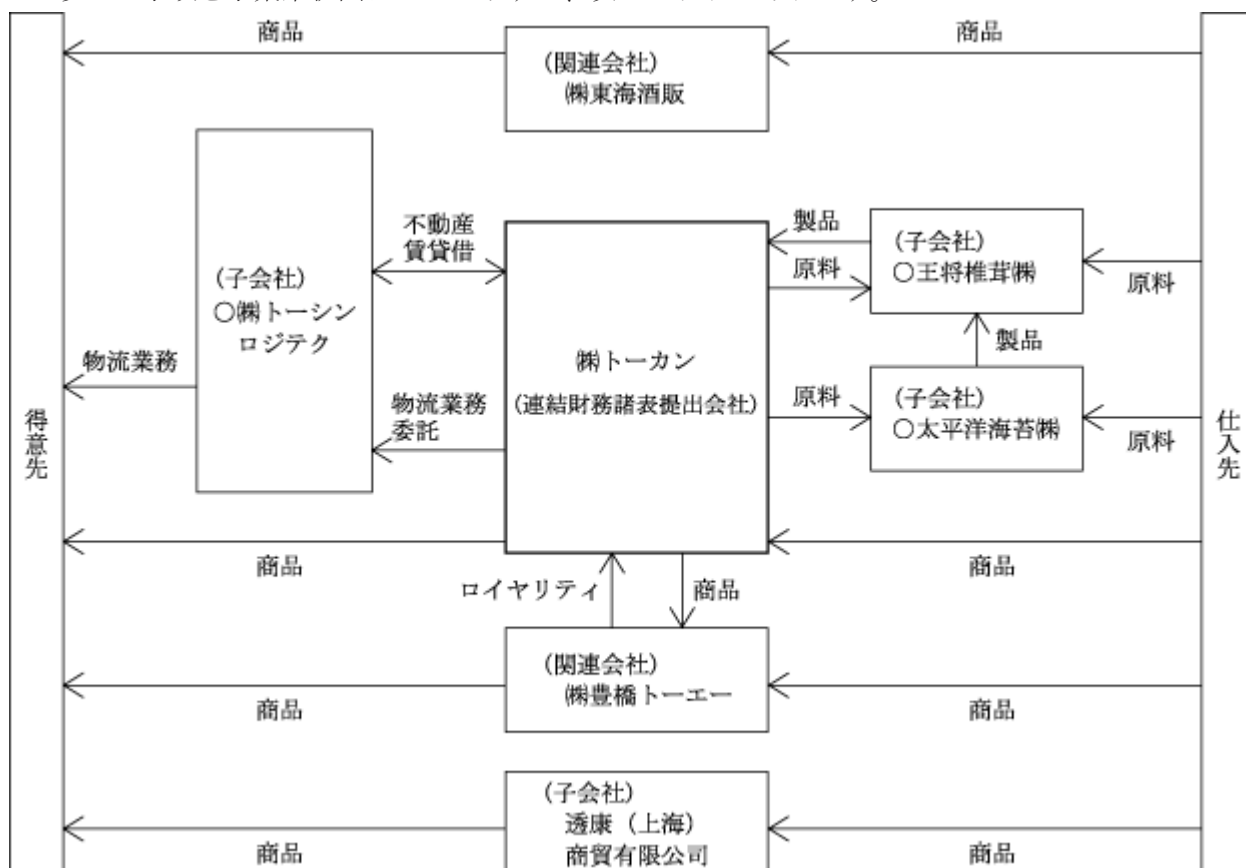 商品
商品
(関連会社)
㈱東海酒販
(子会社)
○㈱トーシン
ロジテク
不動産
賃貸借
製品
原料
(子会社)
○王将椎茸㈱
原料
製品
㈱トーカン
(連結財務諸表提出会社)
物流業務
物流業務
委託
原料
(子会社)
○太平洋海苔㈱
原料
得意先
仕入先
商品
商品
ロイヤリティ
商品
(関連会社)
㈱豊橋トーエー
商品
商品
(子会社)
透康（上海）
商貿有限公司
商品
商品